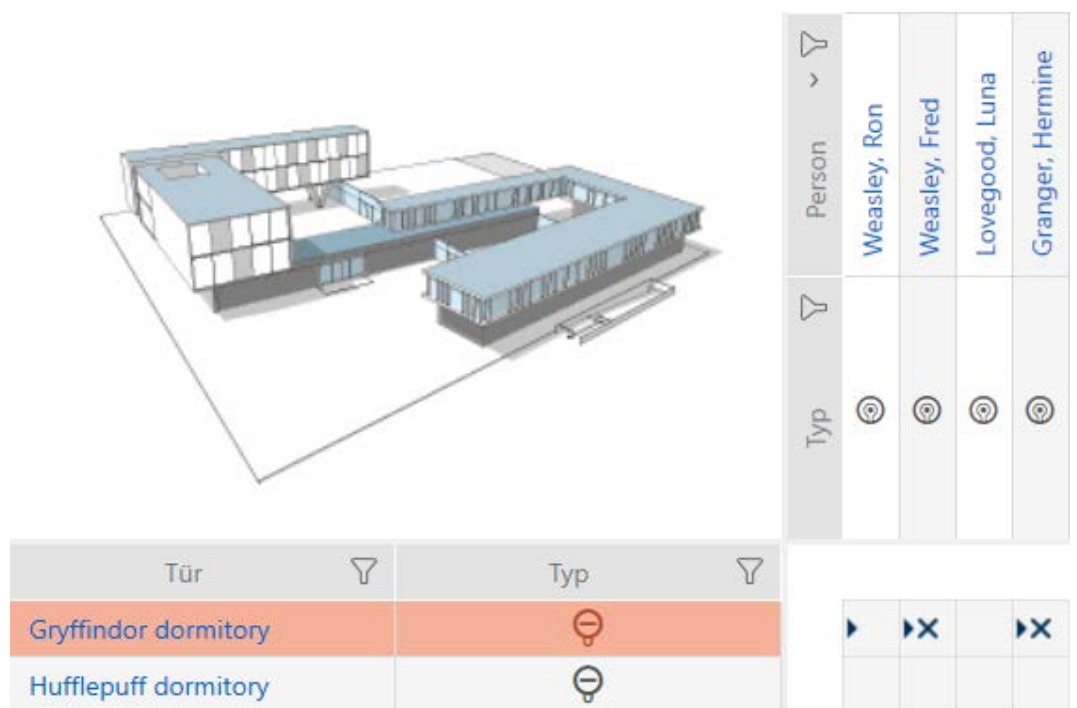 Person
Weasley, Ron
Weasley, Fred
Lovegood, Luna
Granger, Hermine
Typ
Tür
Typ
Gryffindor dormitory
Hufflepuff dormitory